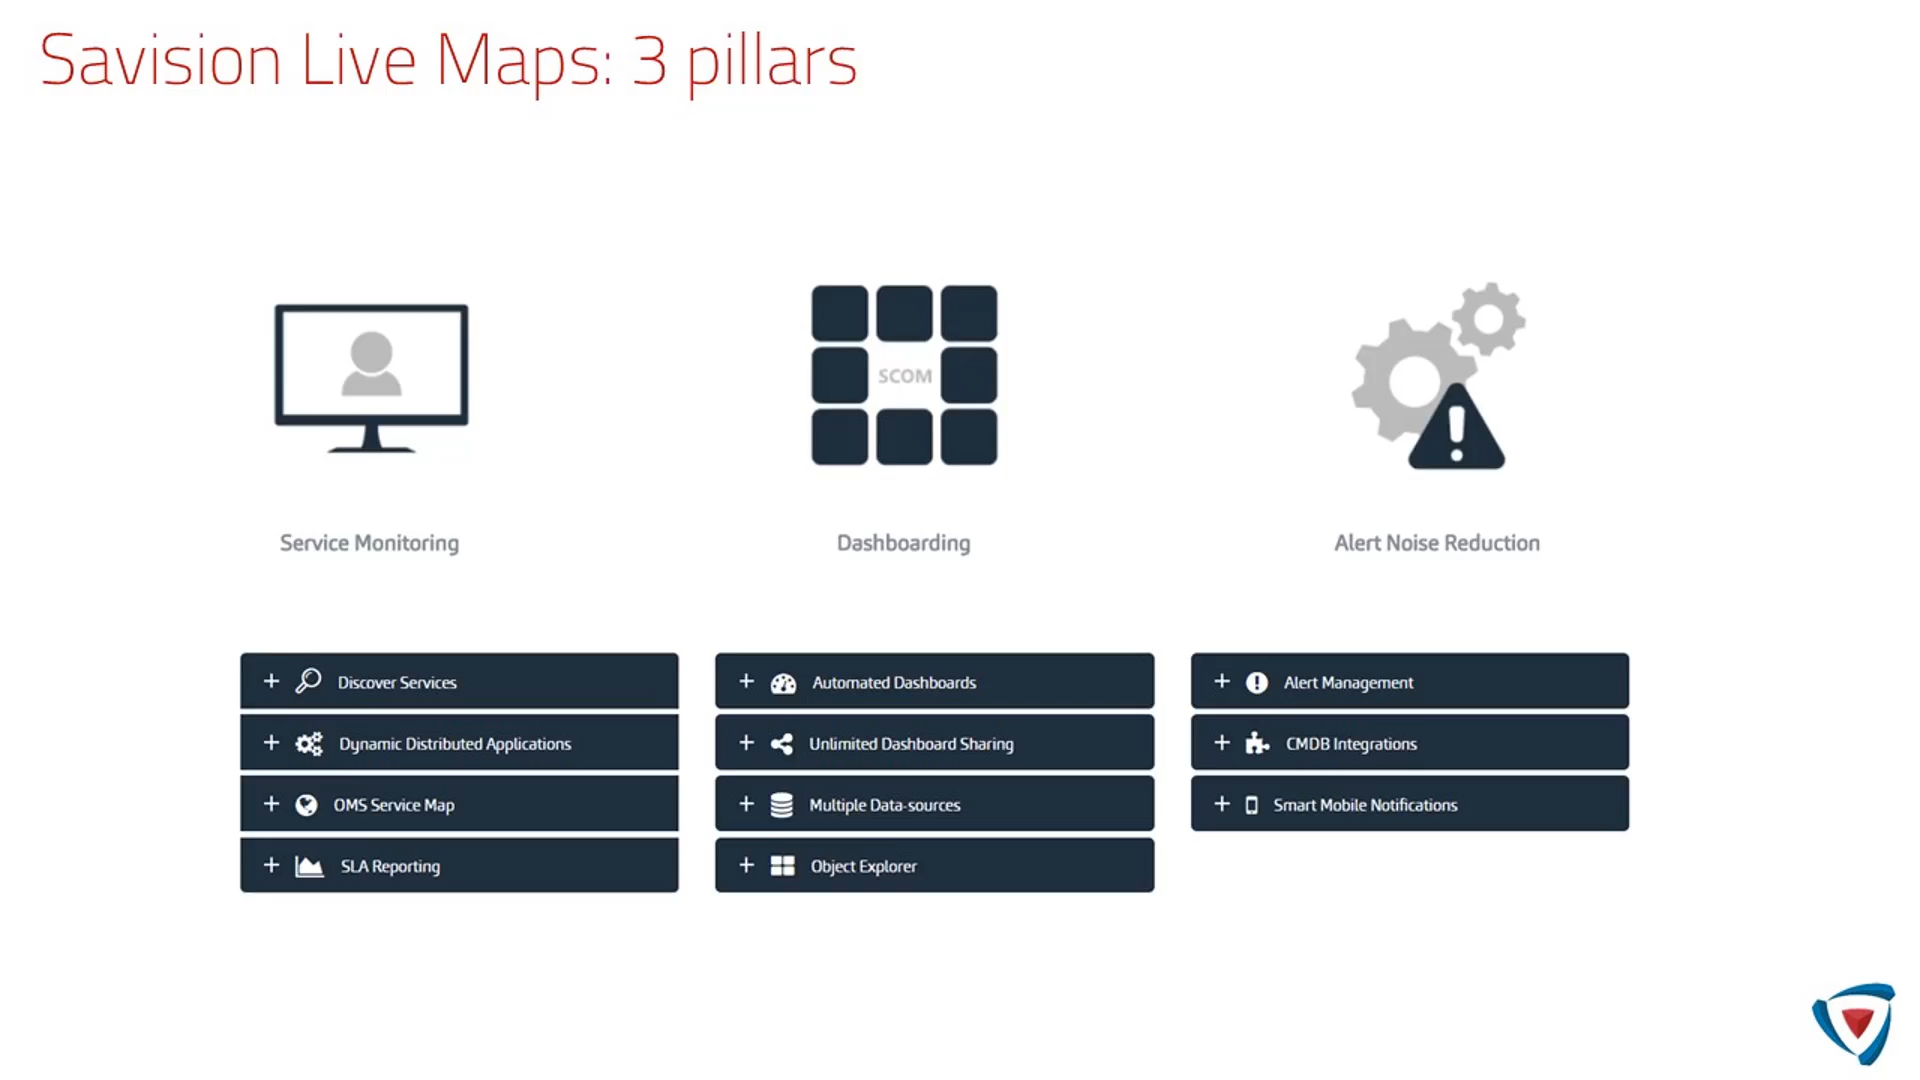 Savision Live Maps: 3 pillars
SCOM
Service Monitoring
Dashboarding
Alert Noise Reduction
+ Discover Services
+ Dynamic Distributed Applications
+ OMS Service Map
+ SLA Reporting
+ Automated Dashboards
+ Unlimited Dashboard Sharing
+ Multiple Data-sources
+ Object Explorer
+ Alert Management
+ CMDB Integrations
+ Smart Mobile Notifications